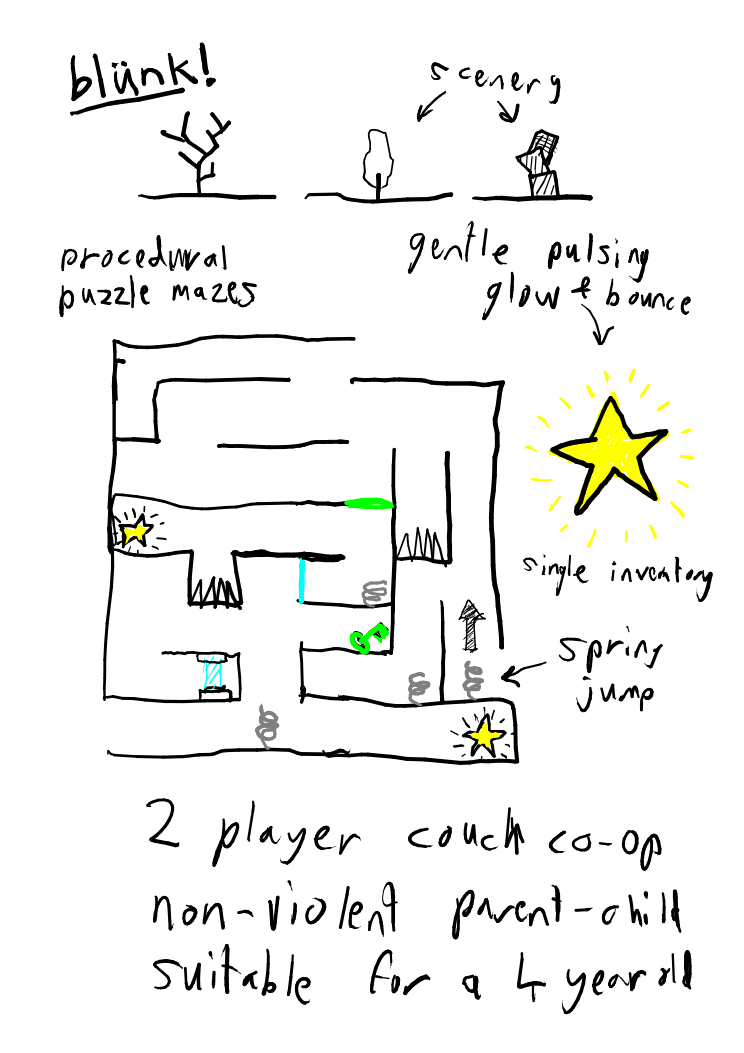 blünk!
scenery
procedural
puzzle mazes
gentle pulsing
glow & bounce
single inventory
spring
jump
2 player couch co-op
non-violent parent-child
suitable for a 4 year old